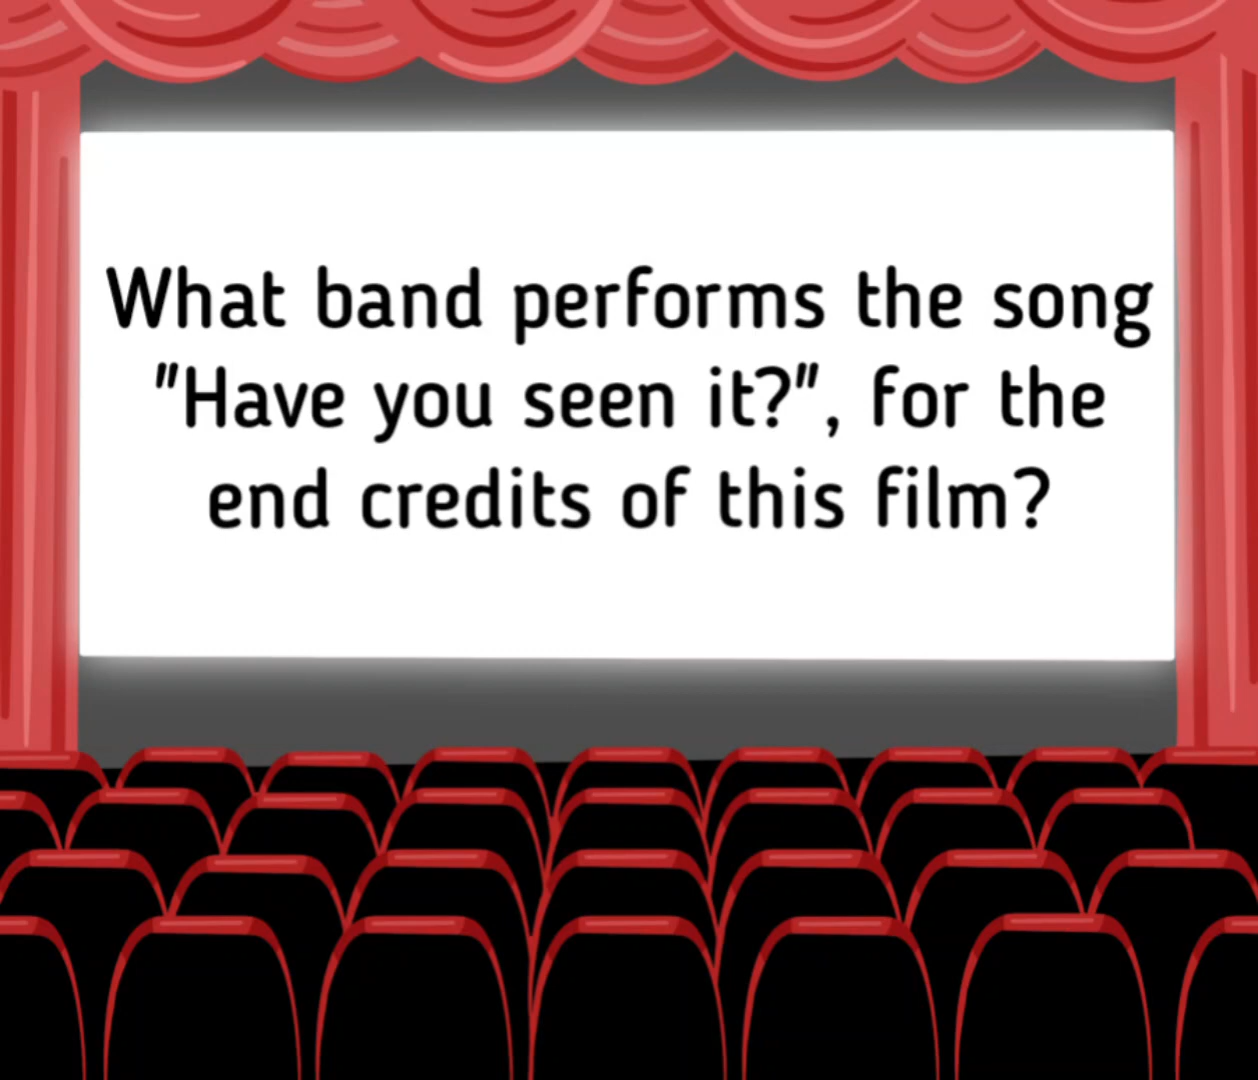 What band performs the song
"Have you seen it?", for the
end credits of this film?